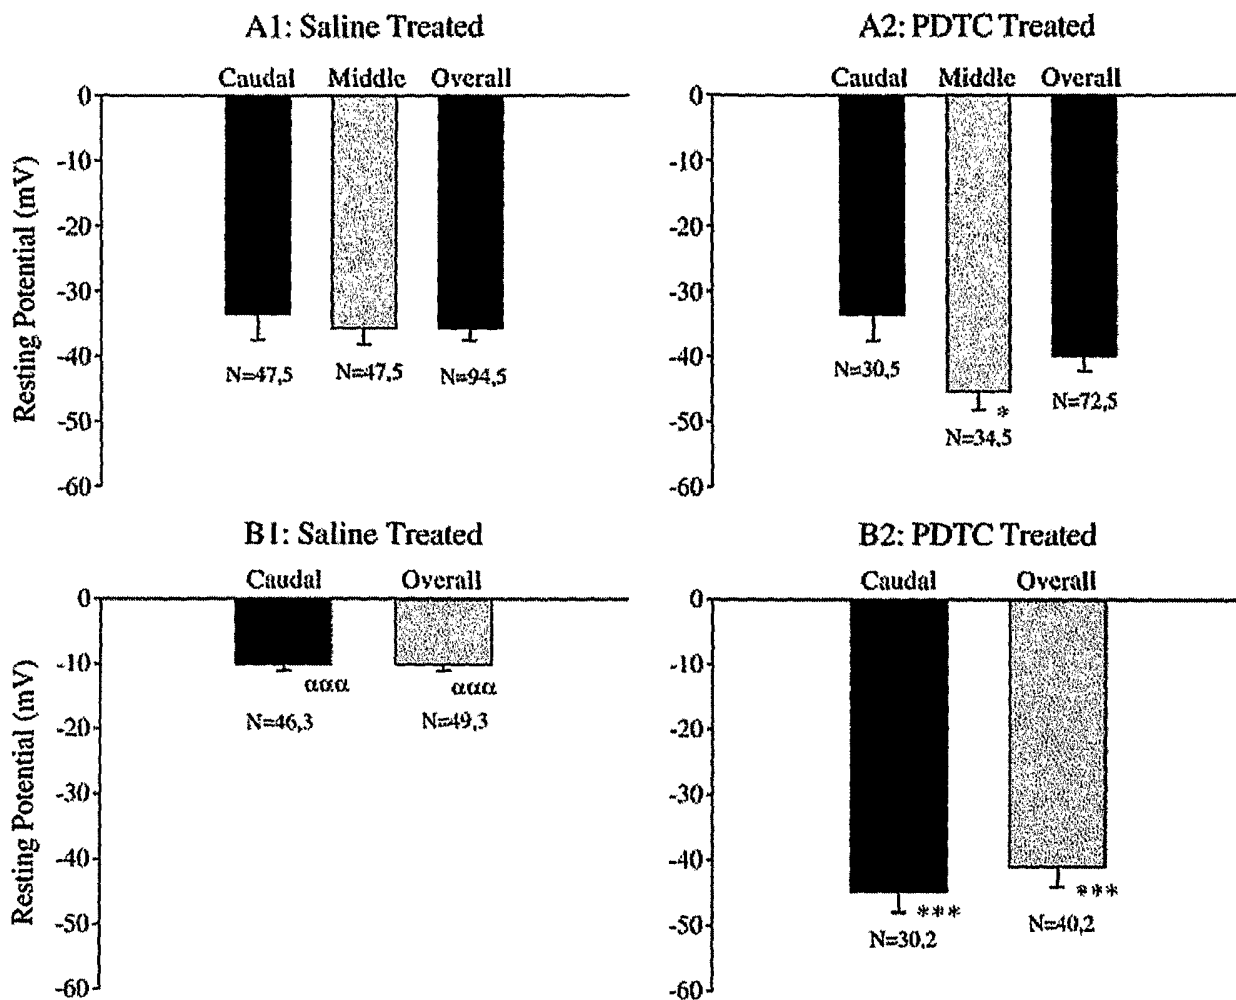 A1: Saline Treated
Caudal Middle Overall
Resting Potential (mV)
0
-10
-20
-30
-40
-50
-60
N=47,5 N=47,5 N=94,5
A2: PDTC Treated
Caudal Middle Overall
0
-10
-20
-30
-40
-50
-60
N=30,5
*
N=34,5
N=72,5
B1: Saline Treated
Caudal Overall
Resting Potential (mV)
0
-10
-20
-30
-40
-50
-60
ααα ααα
N=46,3 N=49,3
B2: PDTC Treated
Caudal Overall
0
-10
-20
-30
-40
-50
-60
*** ***
N=30,2 N=40,2